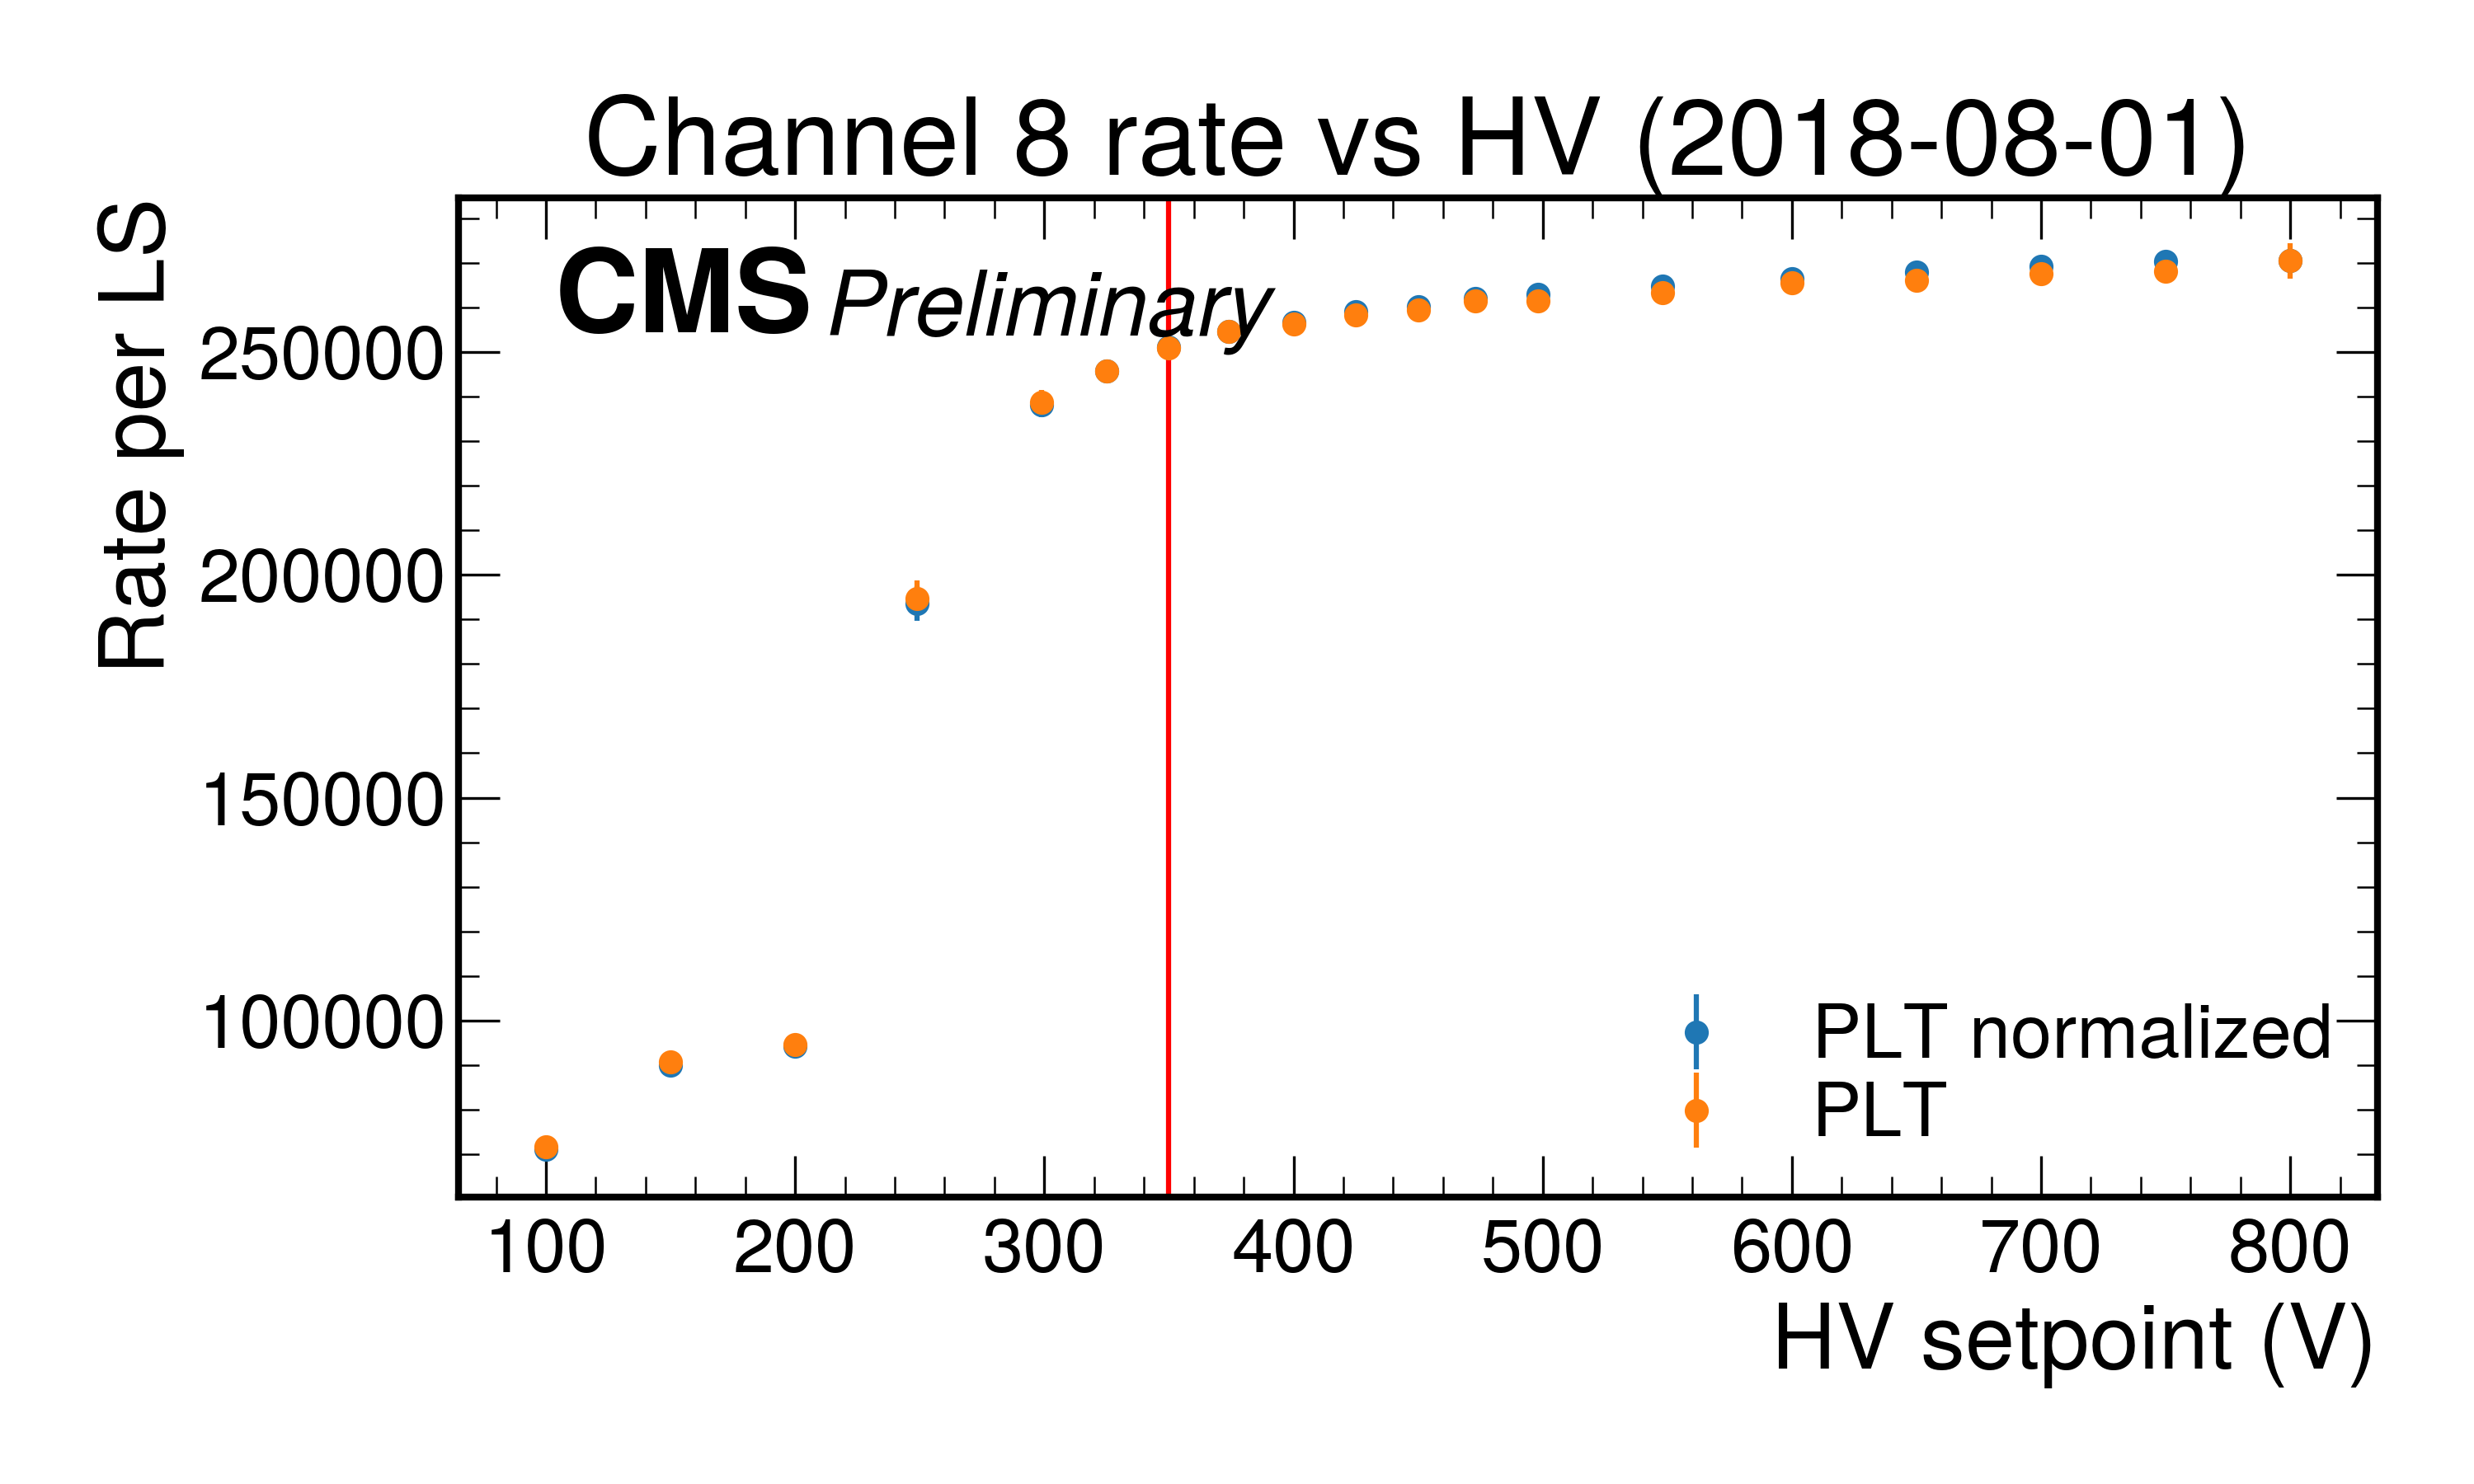 Channel 8 rate vs HV (2018-08-01)
CMS Preliminary
Rate per LS
250000
200000
150000
100000
PLT normalized
PLT
100 200 300 400 500 600 700 800
HV setpoint (V)